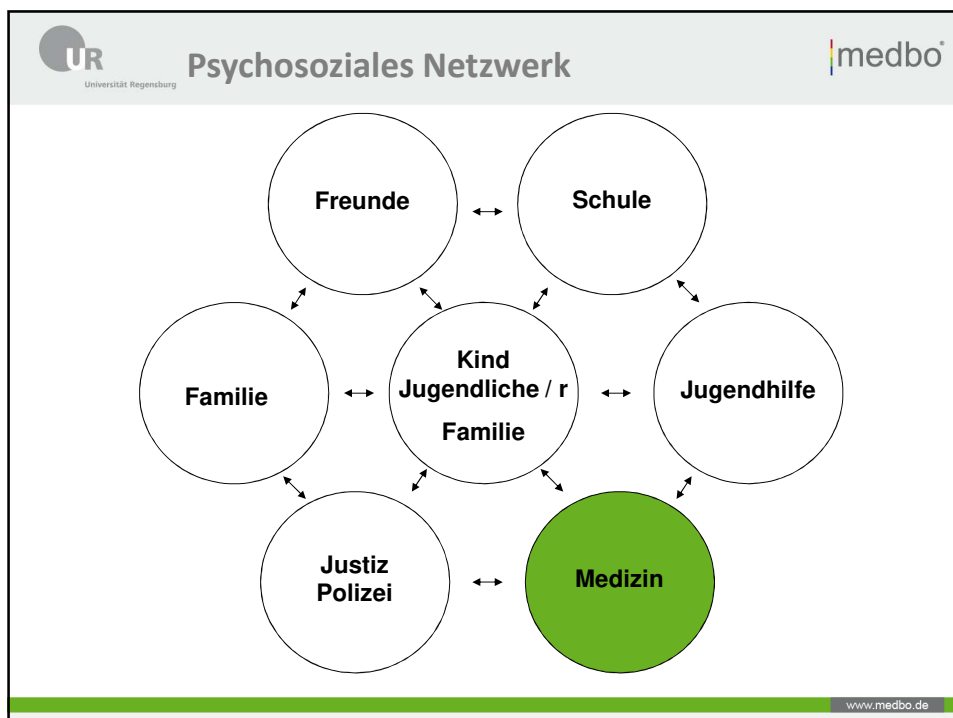 UR
Universität Regensburg
Psychosoziales Netzwerk
medbo®
Freunde
Schule
Familie
Kind
Jugendliche / r
Familie
Jugendhilfe
Justiz
Polizei
Medizin
www.medbo.de